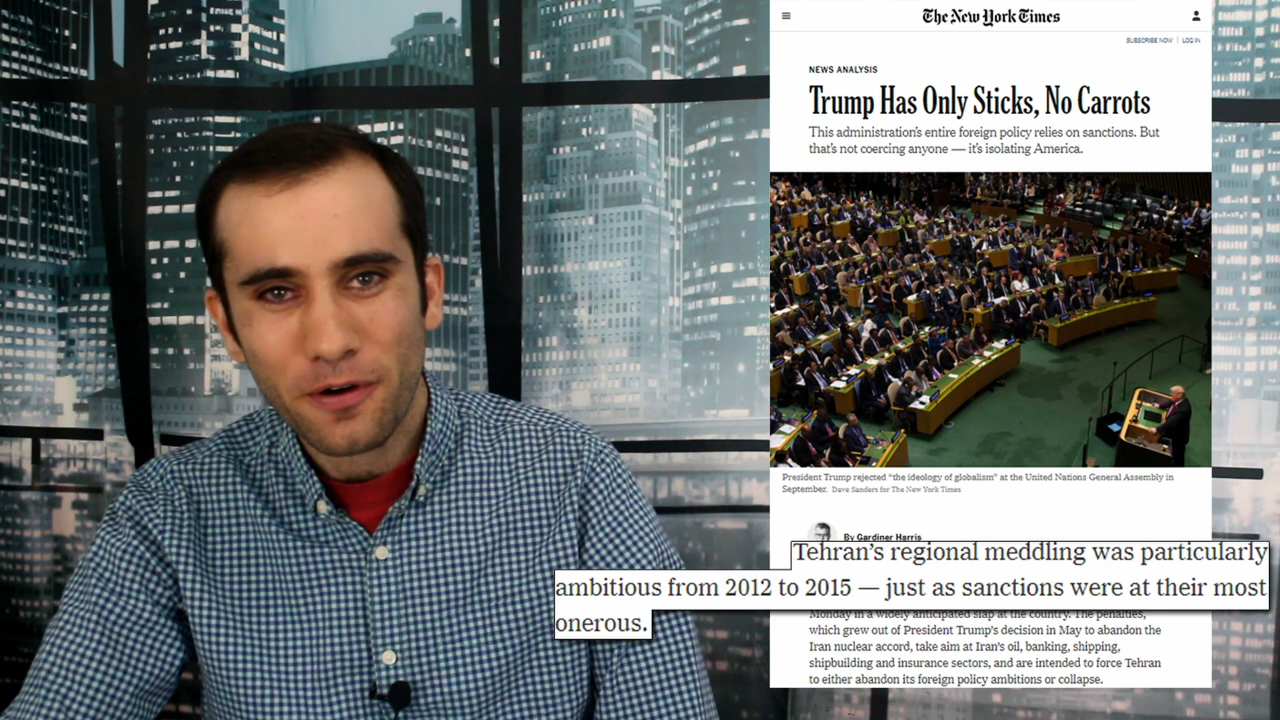 The New York Times
SUBSCRIBE NOW | LOG IN
NEWS ANALYSIS
Trump Has Only Sticks, No Carrots
This administration's entire foreign policy relies on sanctions. But
that's not coercing anyone — it's isolating America.
President Trump rejected “the ideology of globalism” at the United Nations General Assembly in
September. Dave Sanders for The New York Times
By Gardiner Harris
Tehran's regional meddling was particularly
ambitious from 2012 to 2015 — just as sanctions were at their most
onerous.
Monday in a widely anticipated slap at the country. The penalties,
which grew out of President Trump's decision in May to abandon the
Iran nuclear accord, take aim at Iran's oil, banking, shipping,
shipbuilding and insurance sectors, and are intended to force Tehran
to either abandon its foreign policy ambitions or collapse.